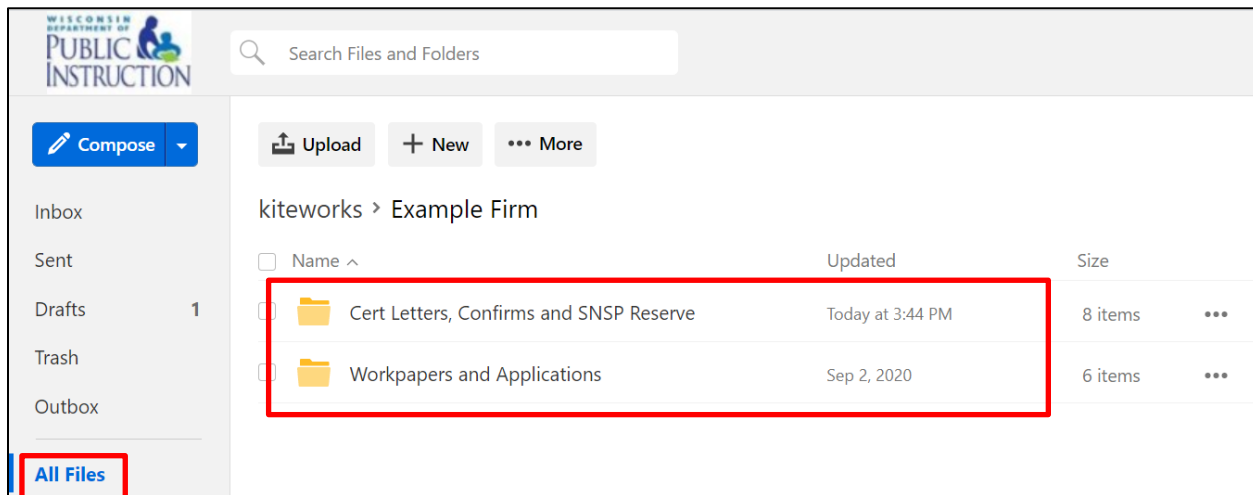 WISCONSIN
DEPARTMENT OF
PUBLIC
INSTRUCTION
Search Files and Folders
Compose
Upload
New
More
Inbox
kiteworks > Example Firm
Sent
Name
Updated
Size
Drafts 1
Cert Letters, Confirms and SNSP Reserve
Today at 3:44 PM
8 items
Trash
Workpapers and Applications
Sep 2, 2020
6 items
Outbox
All Files